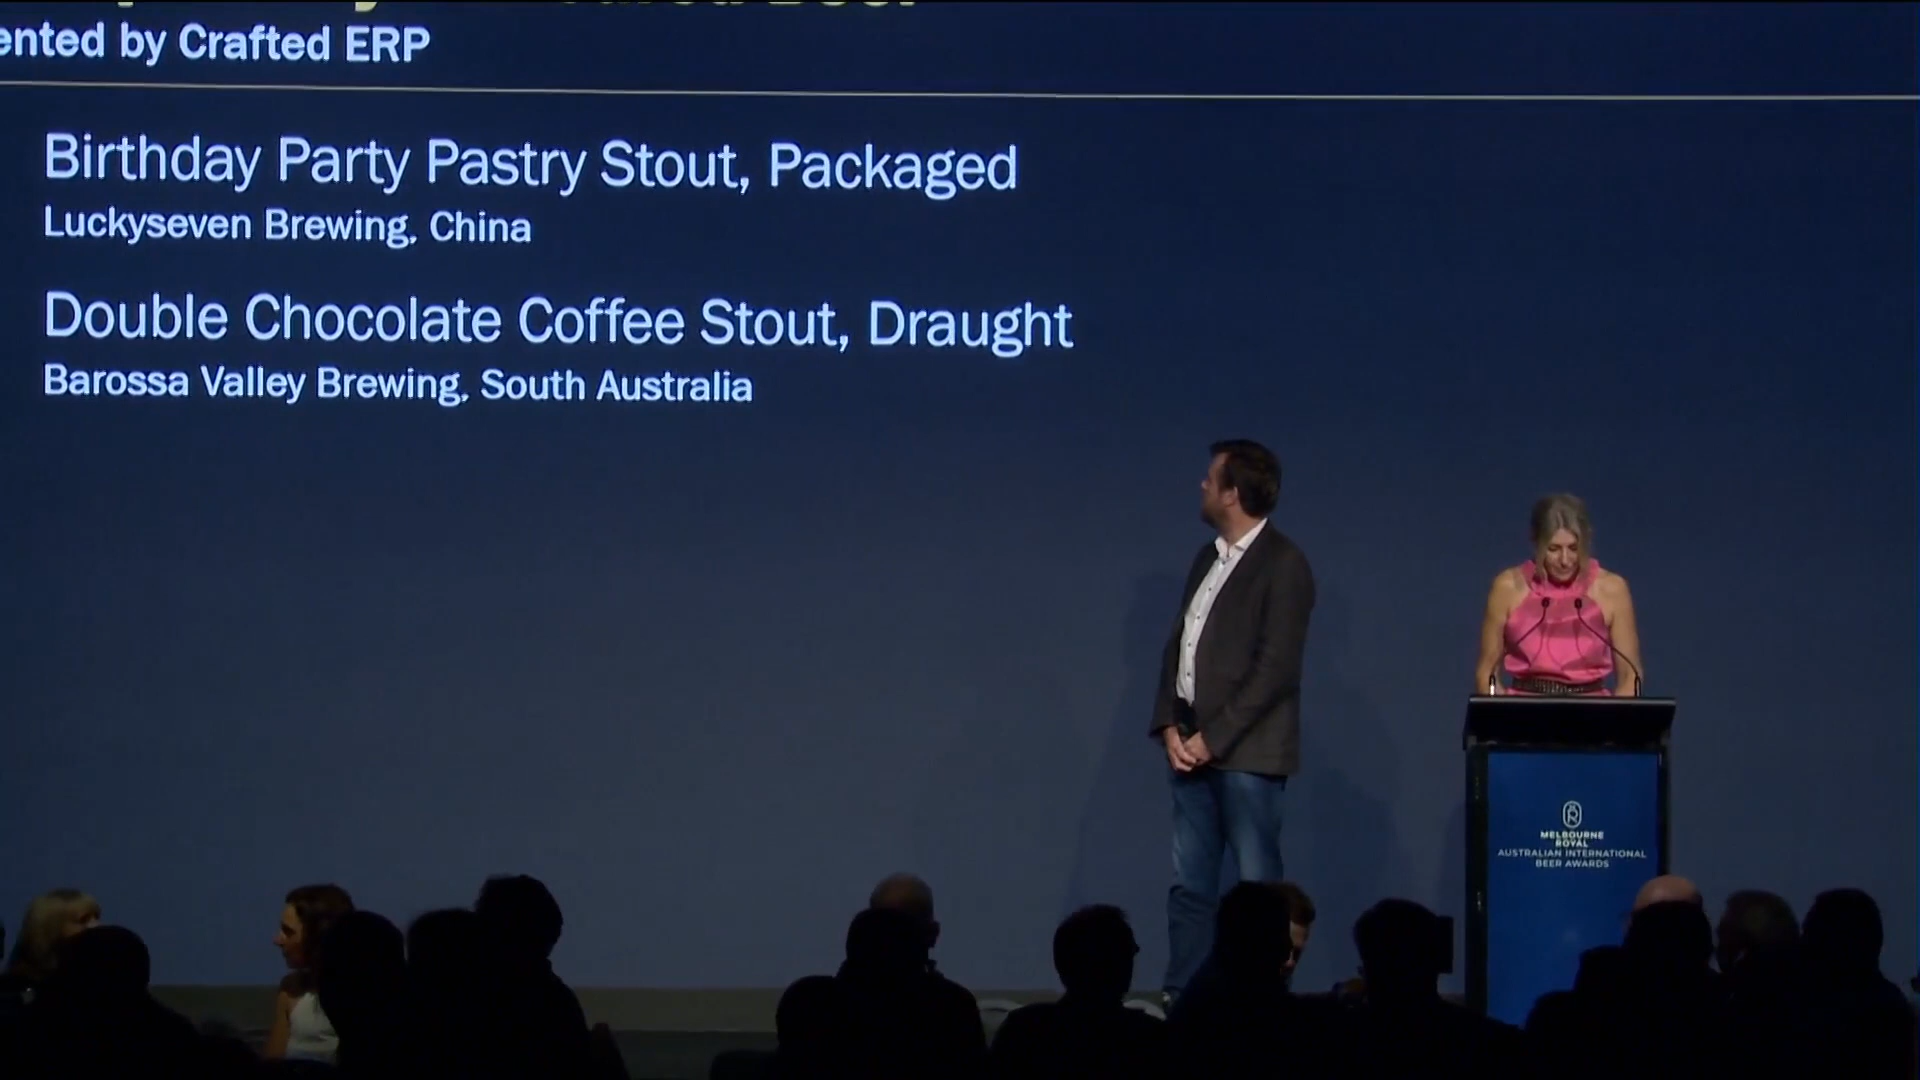 ented by Crafted ERP
Birthday Party Pastry Stout, Packaged
Luckyseven Brewing, China
Double Chocolate Coffee Stout, Draught
Barossa Valley Brewing, South Australia
MELBOURNE
ROYAL
AUSTRALIAN INTERNATIONAL
BEER AWARDS